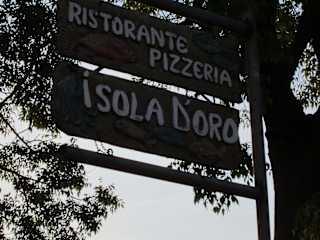 RISTORANTE
PIZZERIA
iSOLA D'ORO